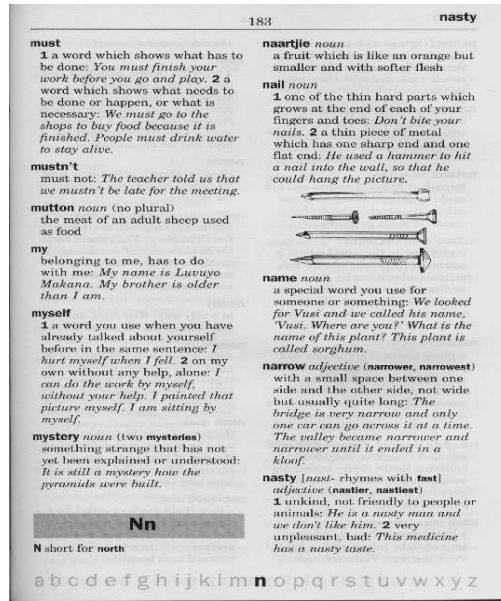 183
nasty
must
1 a word which shows what has to
be done: You must finish your
work before you go and play. 2 a
word which shows what needs to
be done or happen, or what is
necessary: We must go to the
shops to buy food because it is
finished. People must drink water
to stay alive.
mustn't
must not: The teacher told us that
we mustn't be late for the meeting.
mutton noun (no plural)
the meat of an adult sheep used
as food
my
belonging to me, has to do
with me: My name is Luvuyo
Makana. My brother is older
than I am.
myself
1 a word you use when you have
already talked about yourself
before in the same sentence: I
hurt myself when I fell. 2 on my
own without any help, alone: I
can do the work by myself,
without your help. I painted that
picture myself. I am sitting by
myself.
mystery noun (two mysteries)
something strange that has not
yet been explained or understood:
It is still a mystery how the
pyramids were built.
Nn
N short for north
naartjie noun
a fruit which is like an orange but
smaller and with softer flesh
nail noun
1 one of the thin hard parts which
grows at the end of each of your
fingers and toes: Don't bite your
nails. 2 a thin piece of metal
which has one sharp end and one
flat end: He used a hammer to hit
a nail into the wall, so that he
could hang the picture.
name noun
a special word you use for
someone or something: We looked
for Vusi and we called his name,
'Vusi. Where are you?' What is the
name of this plant? This plant is
called sorghum.
narrow adjective (narrower, narrowest)
with a small space between one
side and the other side, not wide
but usually quite long: The
bridge is very narrow and only
one car can go across it at a time.
The valley became narrower and
narrower until it ended in a
kloof.
nasty [nast- rhymes with fast]
adjective (nastier, nastiest)
1 unkind, not friendly to people or
animals: He is a nasty man and
we don't like him. 2 very
unpleasant, bad: This medicine
has a nasty taste.
a b c d e f g h i j k l m n o p q r s t u v w x y z